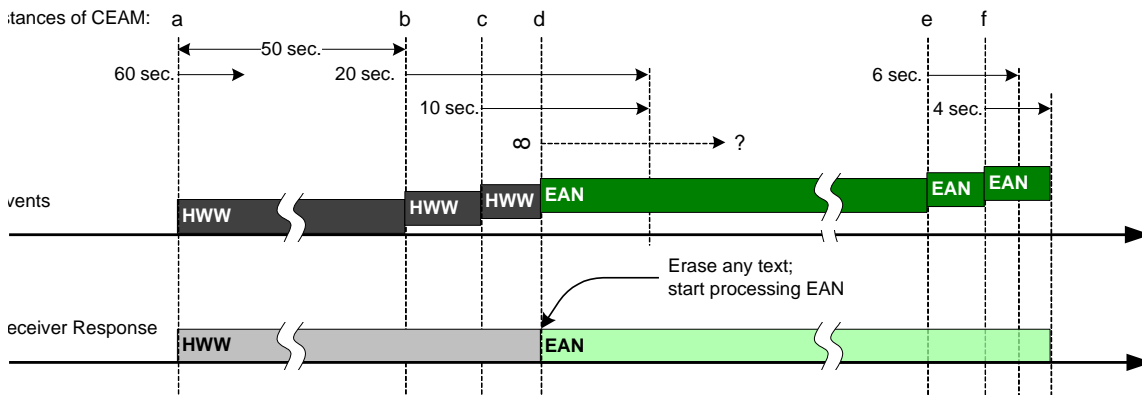 stances of CEAM: a b c d e f
50 sec.
60 sec. 20 sec. 6 sec.
10 sec. 4 sec.
∞ ?
vents
HWW HWW HWW EAN EAN EAN
Erase any text;
start processing EAN
eceiver Response
HWW EAN